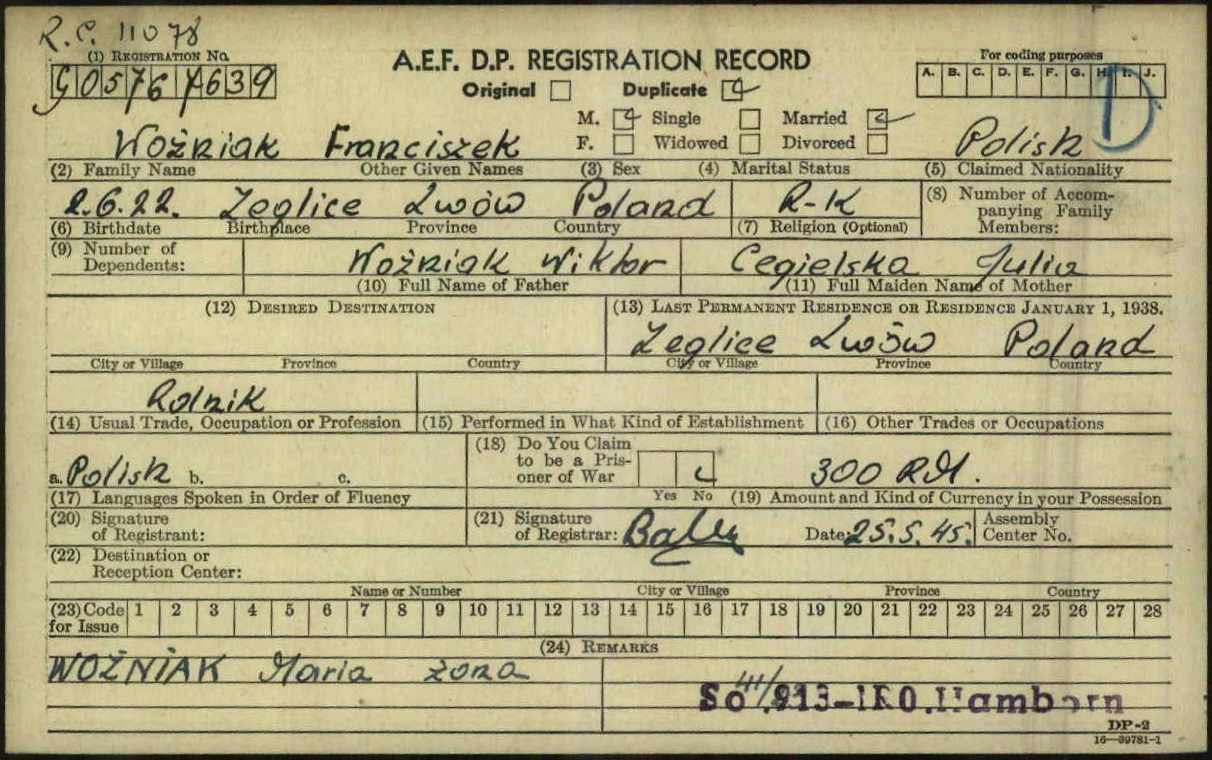 R.C. 11078
(1) REGISTRATION NO.
G05767639
A.E.F. D.P. REGISTRATION RECORD
Original Duplicate
For coding purposes
A. B. C. D. E. F. G. H. I. J.
D
M. Single Married
F. Widowed Divorced
Woźniak Franciszek Polish
(2) Family Name Other Given Names (3) Sex (4) Marital Status (5) Claimed Nationality
2.6.22. Zeglice Lwów Poland R-K
(6) Birthdate Birthplace Province Country (7) Religion (Optional)
(8) Number of Accompanying Family Members:
(9) Number of Dependents:
Woźniak Wiktor Cegielska Julia
(10) Full Name of Father (11) Full Maiden Name of Mother
(12) DESIRED DESTINATION (13) LAST PERMANENT RESIDENCE OR RESIDENCE JANUARY 1, 1938.
Zeglice Lwów Poland
City or Village Province Country City or Village Province Country
Rolnik
(14) Usual Trade, Occupation or Profession (15) Performed in What Kind of Establishment (16) Other Trades or Occupations
a. Polish b. c.
(17) Languages Spoken in Order of Fluency
(18) Do You Claim to be a Prisoner of War
Yes No
300 RM.
(19) Amount and Kind of Currency in your Possession
(20) Signature of Registrant:
(21) Signature of Registrar:
Date: 25.5.45.
Assembly Center No.
(22) Destination or Reception Center:
Name or Number City or Village Province Country
(23) Code for Issue 1 2 3 4 5 6 7 8 9 10 11 12 13 14 15 16 17 18 19 20 21 22 23 24 25 26 27 28
(24) REMARKS
WOŹNIAK Maria żona
So .913-IRO.Hamborn
DP-2
16—39781-1